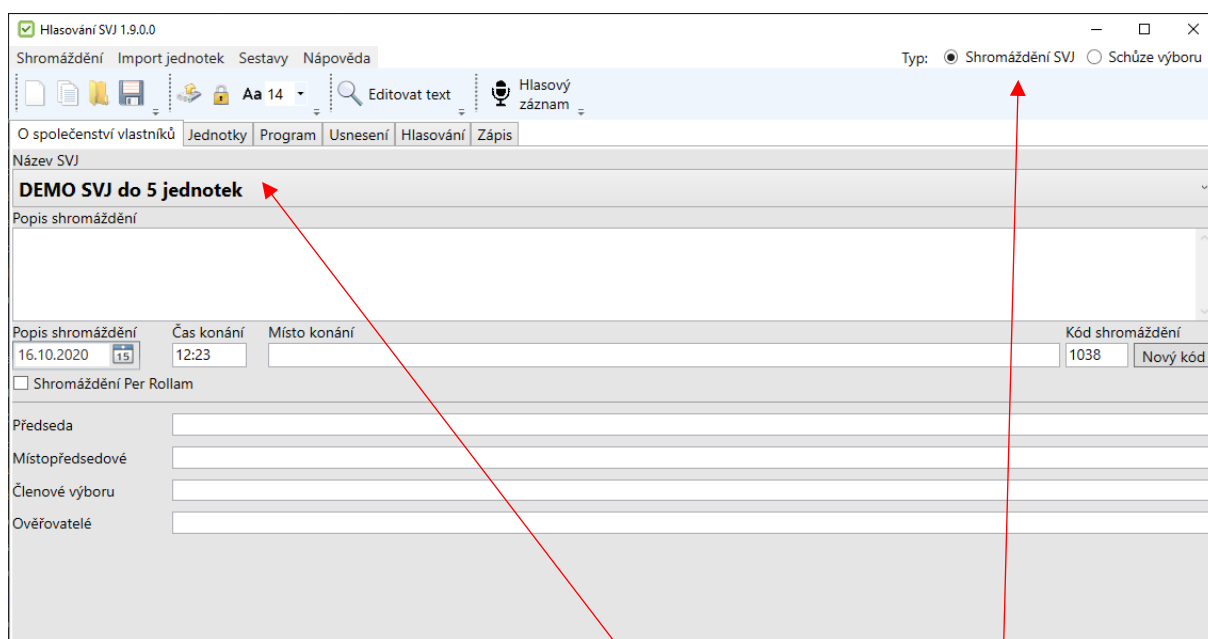 Hlasování SVJ 1.9.0.0
Shromáždění Import jednotek Sestavy Nápověda Typ: Shromáždění SVJ Schůze výboru
Aa 14 Editovat text Hlasový
záznam
O společenství vlastníků Jednotky Program Usnesení Hlasování Zápis
Název SVJ
DEMO SVJ do 5 jednotek
Popis shromáždění
Popis shromáždění Čas konání Místo konání Kód shromáždění
16.10.2020 15 12:23 1038 Nový kód
Shromáždění Per Rollam
Předseda
Místopředsedové
Členové výboru
Ověřovatelé